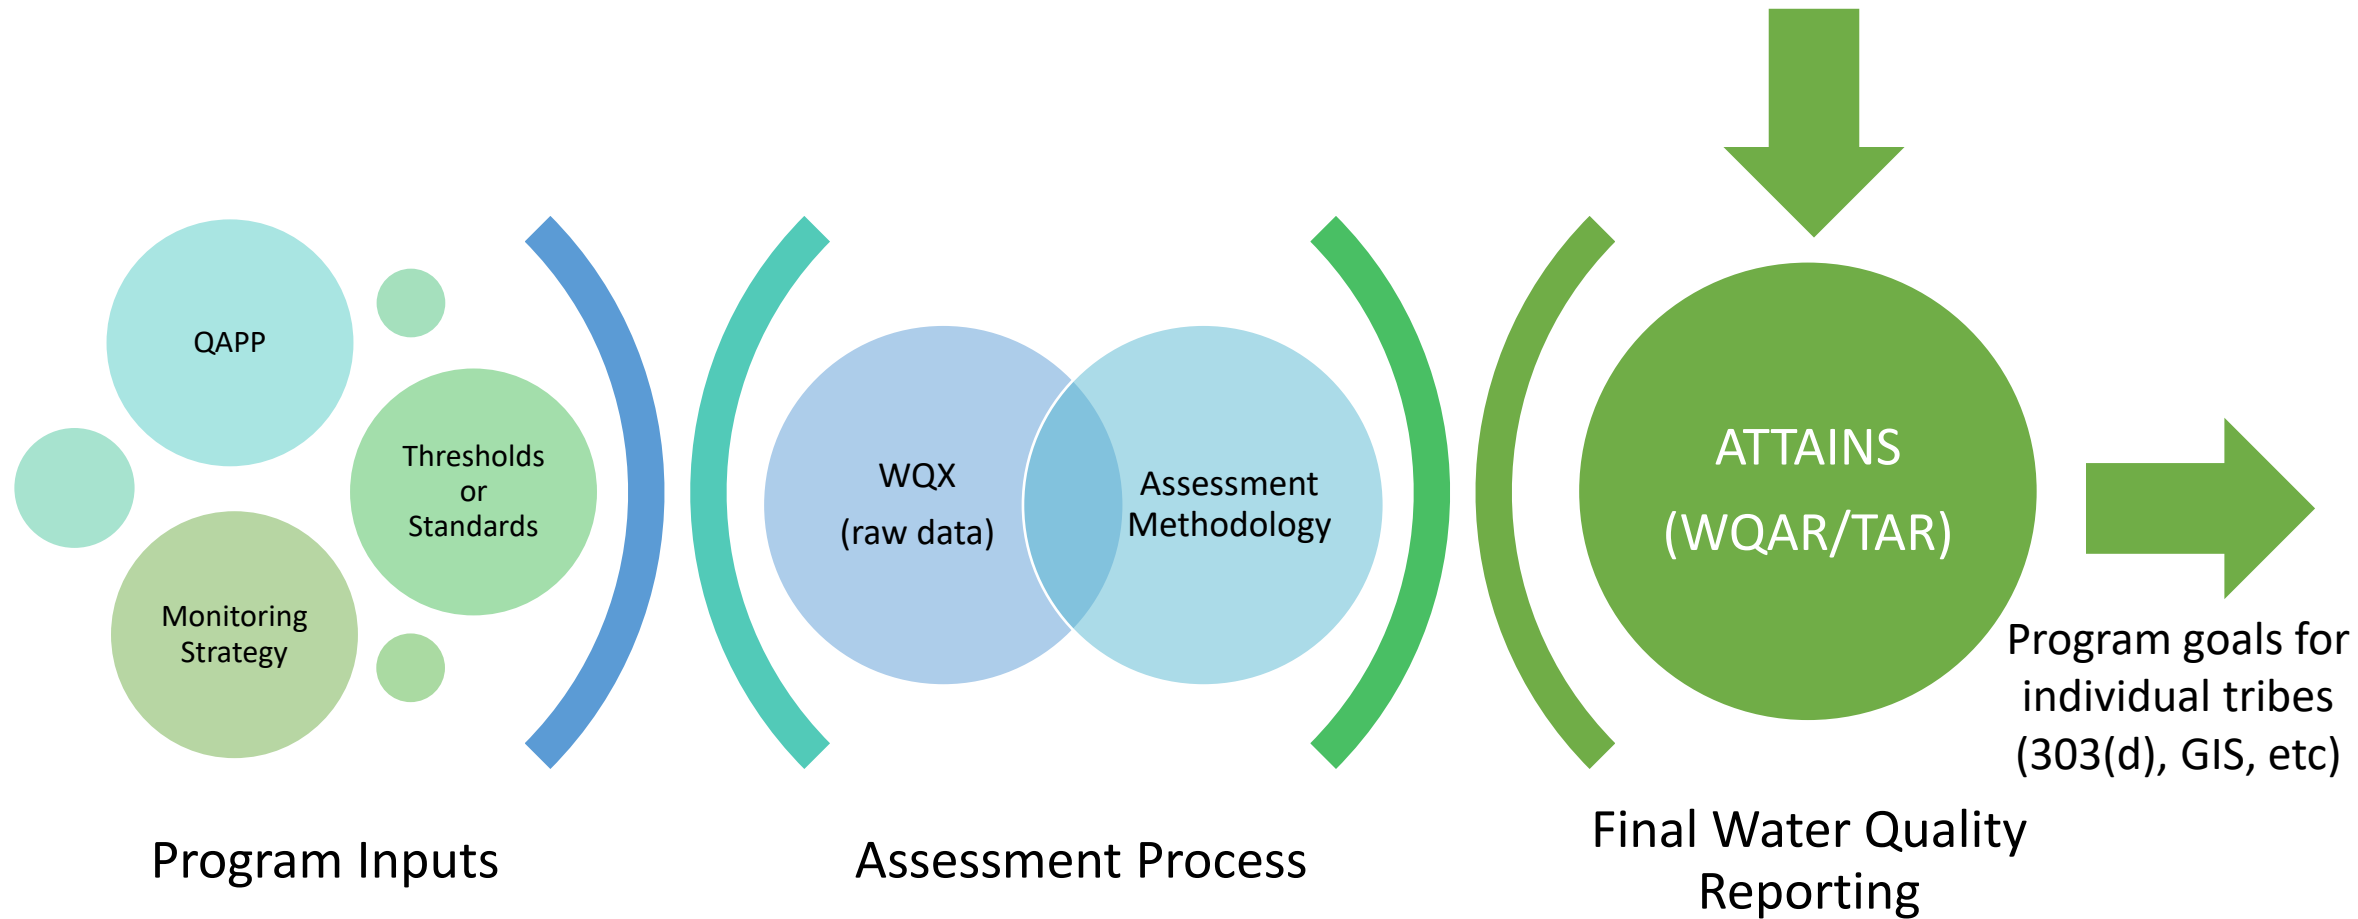 QAPP
Thresholds
or
Standards
Monitoring
Strategy
Program Inputs
WQX
(raw data)
Assessment
Methodology
Assessment Process
ATTAINS
(WQAR/TAR)
Final Water Quality
Reporting
Program goals for
individual tribes
(303(d), GIS, etc)